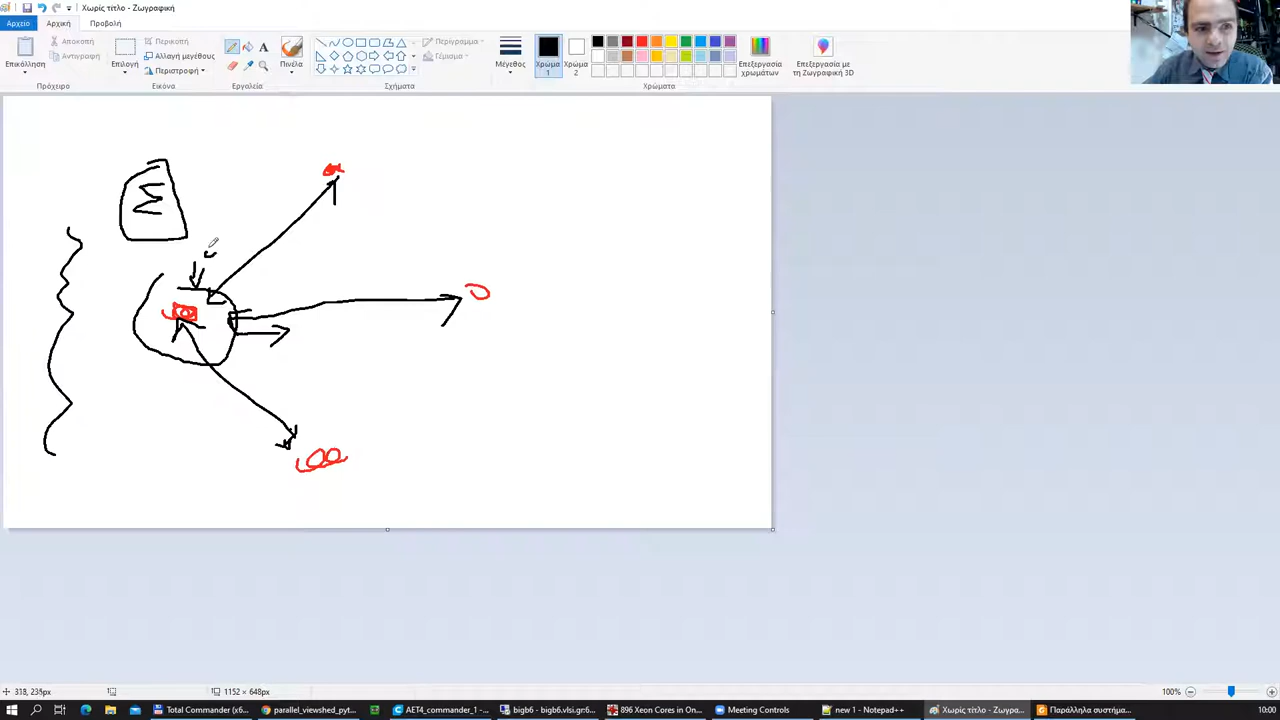 Χωρίς τίτλο - Ζωγραφική
Αρχείο Αρχική Προβολή
Επικόλληση
Αποκοπή
Αντιγραφή
Πρόχειρο
Επιλογή
Περικοπή
Αλλαγή μεγέθους
Περιστροφή
Εικόνα
A
Εργαλεία
Πινέλα
Σχήματα
Περίγραμμα
Γέμισμα
Μέγεθος
Χρώμα 1
Χρώμα 2
Χρώματα
Επεξεργασία χρωμάτων
Επεξεργασία με τη Ζωγραφική 3D
Σ
318, 235px
1152 × 648px
100%
Total Commander (x6... parallel_viewshed_pyt... AET4_commander_1 - ... bigb6 - bigb6.vlsi.gr:6... 896 Xeon Cores in On... Meeting Controls new 1 - Notepad++ Χωρίς τίτλο - Ζωγρα... Παράλληλα συστήμα... 10:00